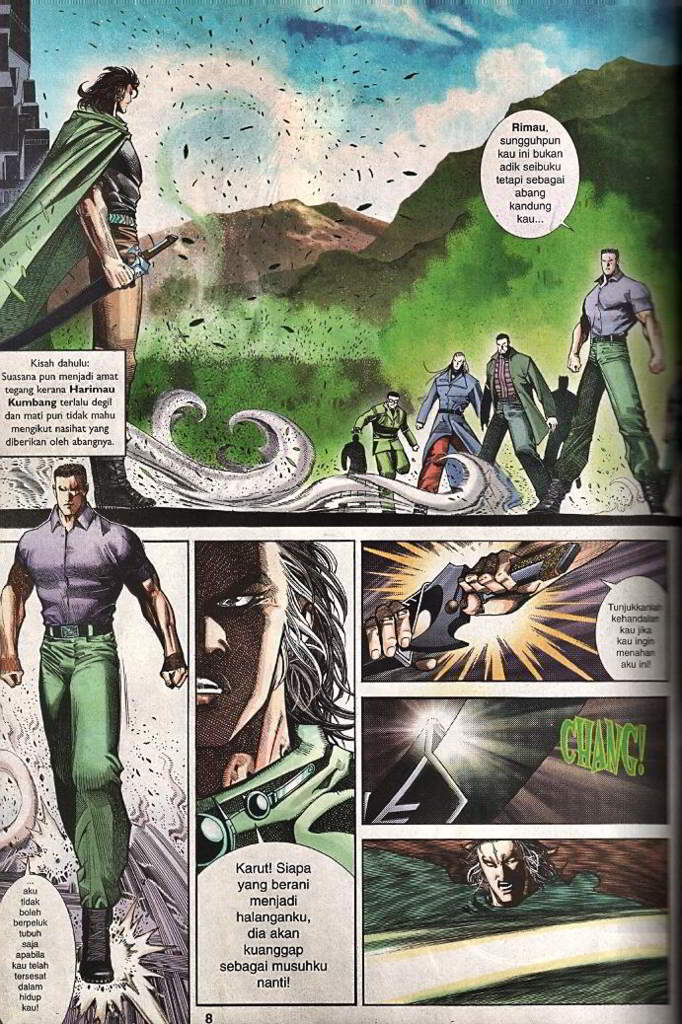 Rimau,
sungguhpun
kau ini bukan
adik seibuku
tetapi sebagai
abang
kandung
kau...
Kisah dahulu:
Suasana pun menjadi amat
tegang kerana Harimau
Kumbang terlalu degil
dan mati pun tidak mahu
mengikut nasihat yang
diberikan oleh abangnya.
...
aku
tidak
boleh
berpeluk
tubuh
saja
apabila
kau telah
tersesat
dalam
hidup
kau!
Karut! Siapa
yang berani
menjadi
halanganku,
dia akan
kuanggap
sebagai musuhku
nanti!
Tunjukkanlah
kehandalan
kau jika
kau ingin
menahan
aku ini!
CHANG!
8